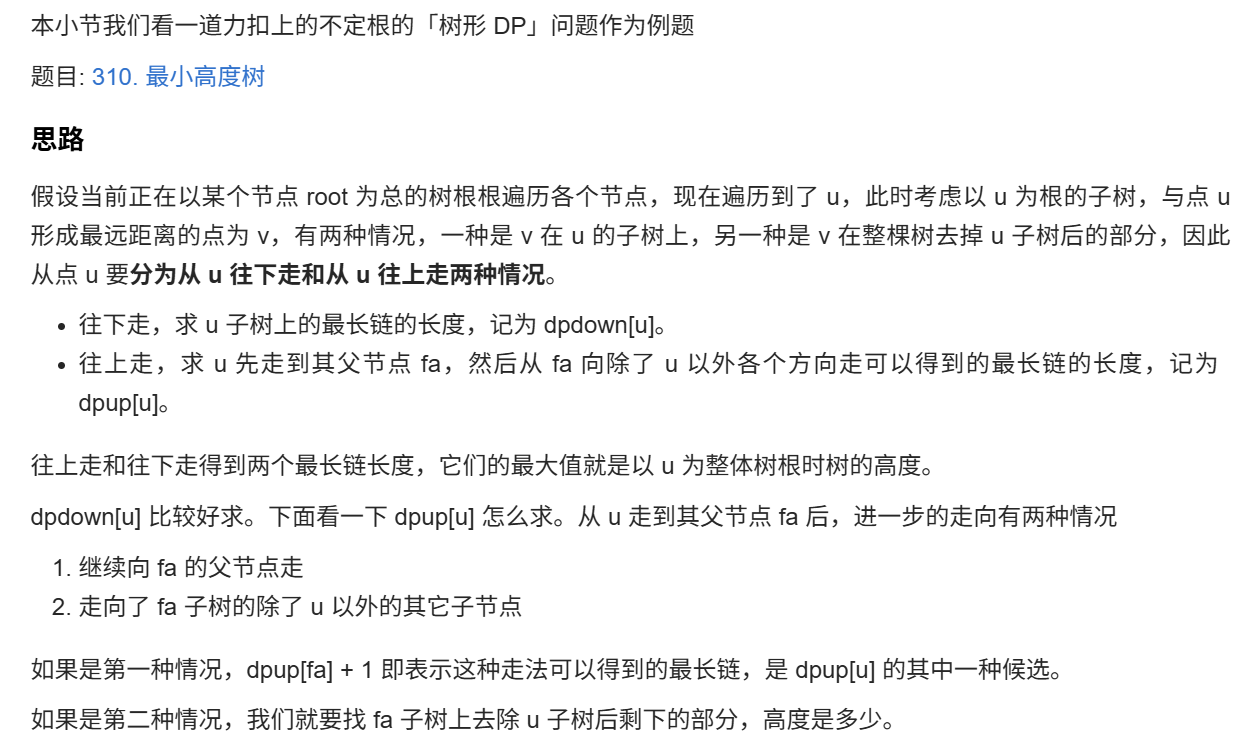 本小节我们看一道力扣上的不定根的「树形 DP」问题作为例题
题目: 310. 最小高度树
思路
假设当前正在以某个节点 root 为总的树根根遍历各个节点，现在遍历到了 u，此时考虑以 u 为根的子树，与点 u
形成最远距离的点为 v，有两种情况，一种是 v 在 u 的子树上，另一种是 v 在整棵树去掉 u 子树后的部分，因此
从点 u 要分为从 u 往下走和从 u 往上走两种情况。
• 往下走，求 u 子树上的最长链的长度，记为 dpdown[u]。
• 往上走，求 u 先走到其父节点 fa，然后从 fa 向除了 u 以外各个方向走可以得到的最长链的长度，记为
dpup[u]。
往上走和往下走得到两个最长链长度，它们的最大值就是以 u 为整体树根时树的高度。
dpdown[u] 比较好求。下面看一下 dpup[u] 怎么求。从 u 走到其父节点 fa 后，进一步的走向有两种情况
1. 继续向 fa 的父节点走
2. 走向了 fa 子树的除了 u 以外的其它子节点
如果是第一种情况，dpup[fa] + 1 即表示这种走法可以得到的最长链，是 dpup[u] 的其中一种候选。
如果是第二种情况，我们就要找 fa 子树上去除 u 子树后剩下的部分，高度是多少。